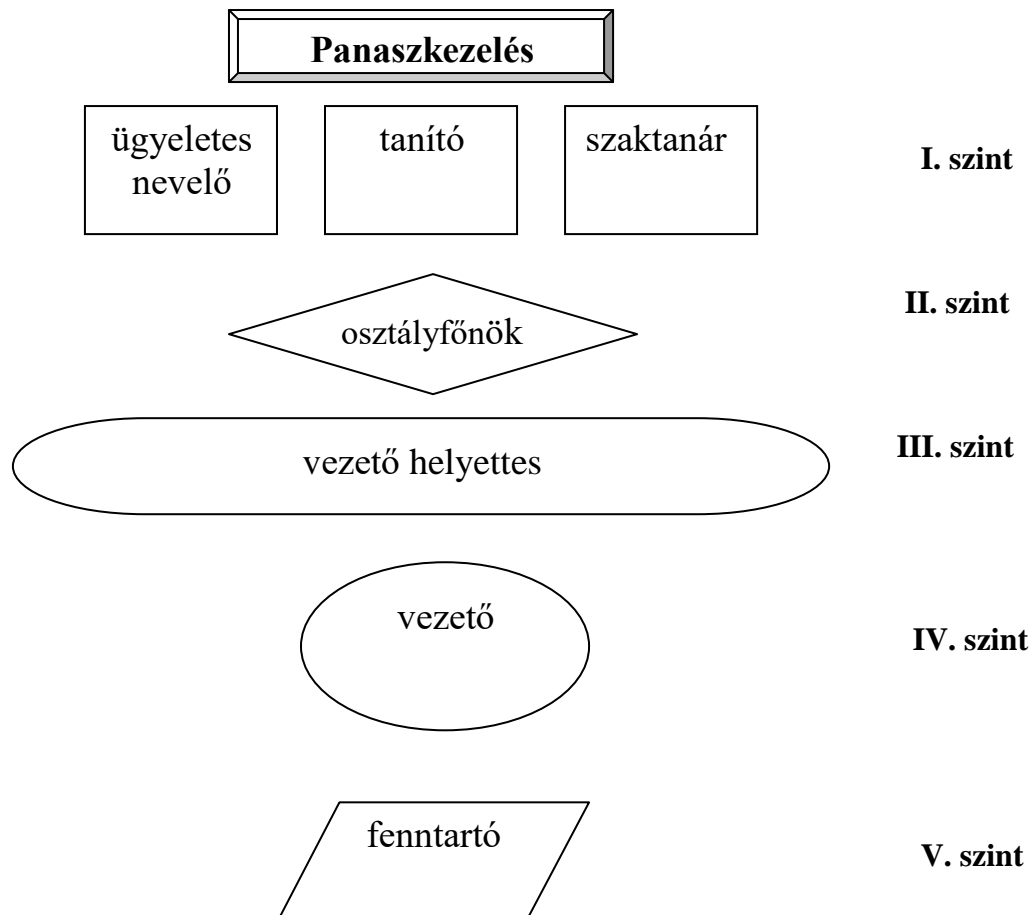 Panaszkezelés
ügyeletes
nevelő
tanító
szaktanár
I. szint
osztályfőnök
II. szint
vezető helyettes
III. szint
vezető
IV. szint
fenntartó
V. szint